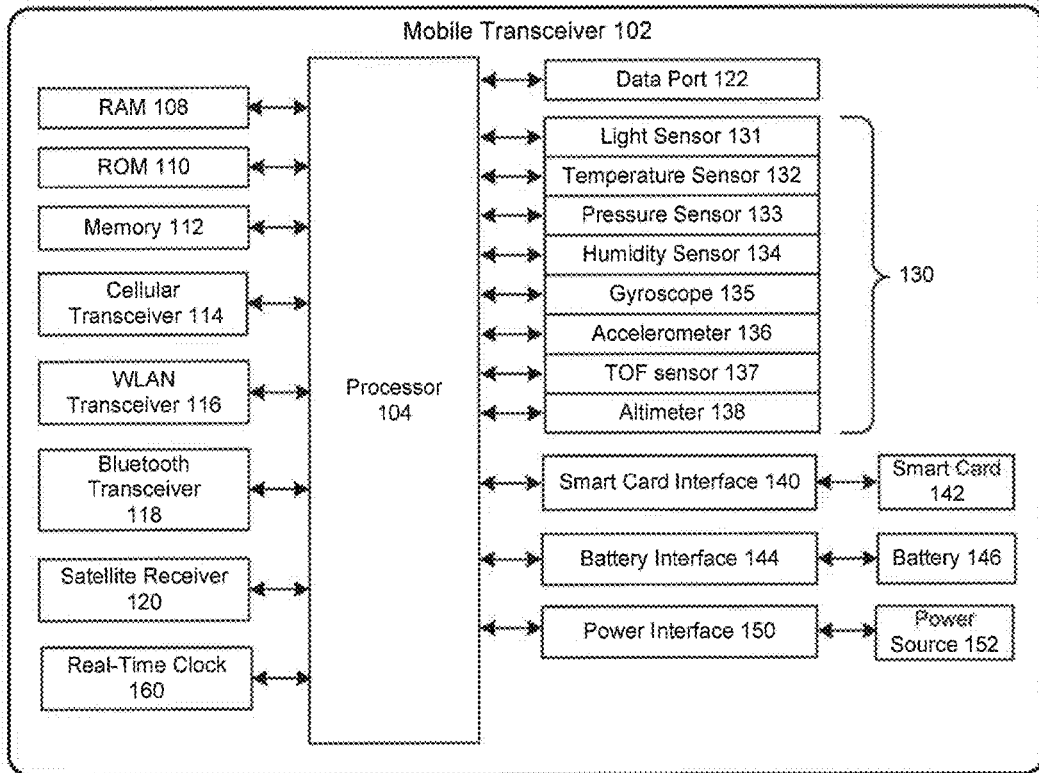 Mobile Transceiver 102
RAM 108
ROM 110
Memory 112
Cellular
Transceiver 114
WLAN
Transceiver 116
Bluetooth
Transceiver
118
Satellite Receiver
120
Real-Time Clock
160
Processor
104
Data Port 122
Light Sensor 131
Temperature Sensor 132
Pressure Sensor 133
Humidity Sensor 134
Gyroscope 135
Accelerometer 136
TOF sensor 137
Altimeter 138
130
Smart Card Interface 140
Smart Card
142
Battery Interface 144
Battery 146
Power Interface 150
Power
Source 152